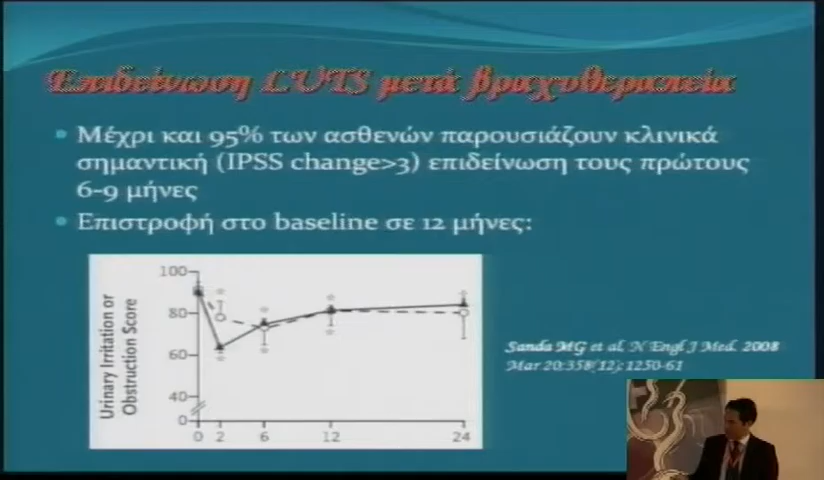 Επιδείνωση LUTS μετά βραχυθεραπεία
Μέχρι και 95% των ασθενών παρουσιάζουν κλινικά
σημαντική (IPSS change>3) επιδείνωση τους πρώτους
6-9 μήνες
Επιστροφή στο baseline σε 12 μήνες:
Urinary Irritation or
Obstruction Score
100
80
60
40
0
0 2 6 12 24
Sanda MG et al, N Engl J Med. 2008
Mar 20;358(12):1250-61